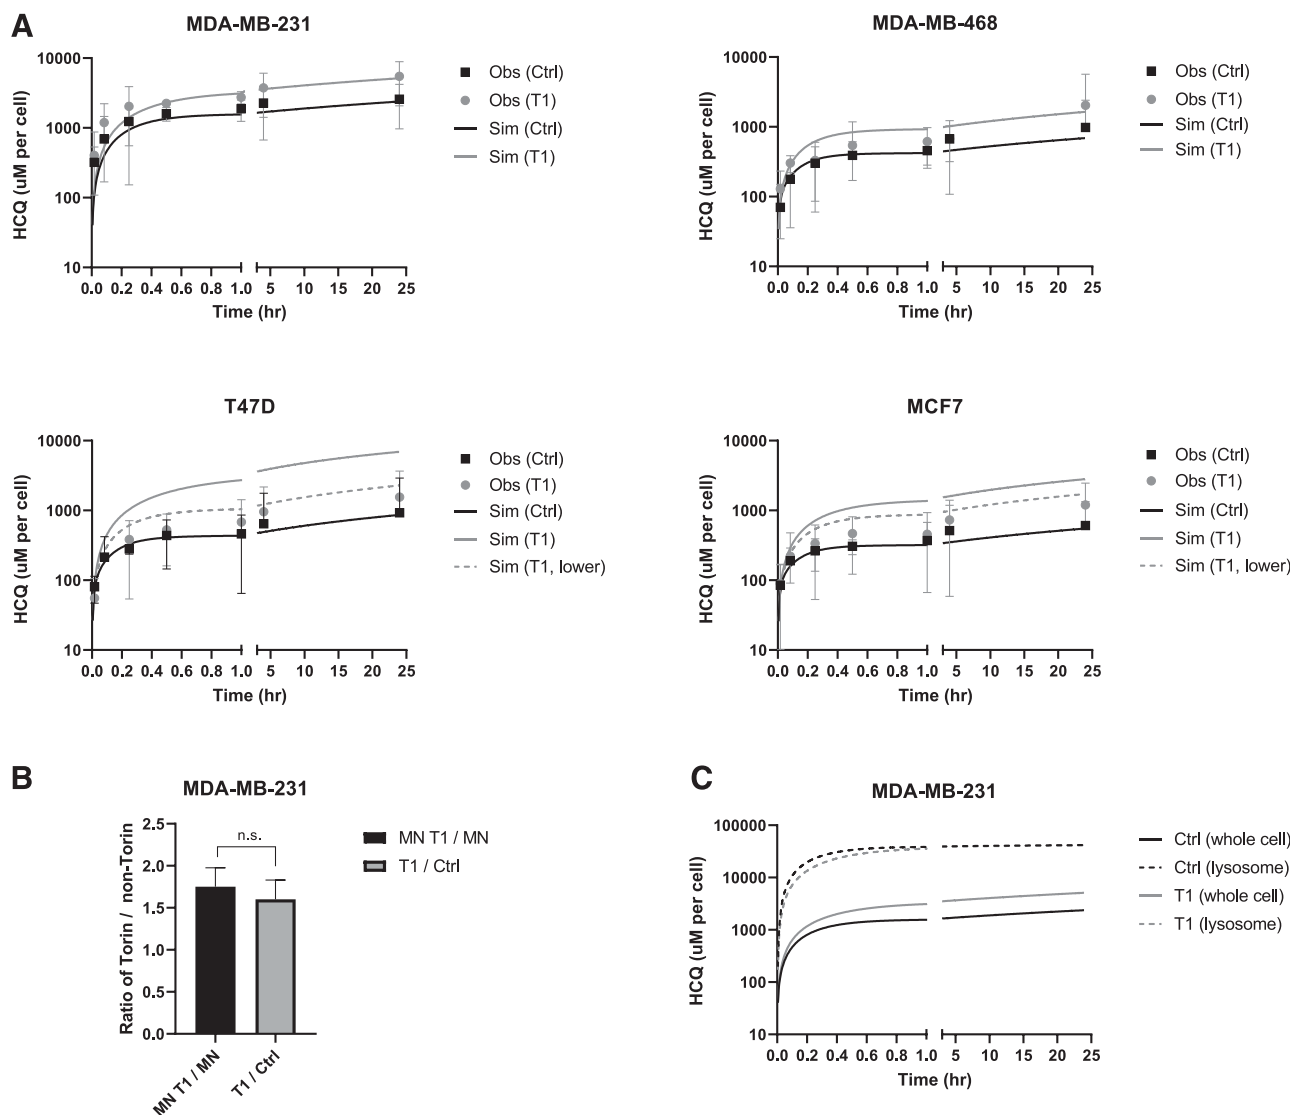 A
MDA-MB-231
HCQ (uM per cell)
10000
1000
100
10
0.0 0.2 0.4 0.6 0.8 1.0 5 10 15 20 25
Time (hr)
Obs (Ctrl)
Obs (T1)
Sim (Ctrl)
Sim (T1)
MDA-MB-468
HCQ (uM per cell)
10000
1000
100
10
0.0 0.2 0.4 0.6 0.8 1.0 5 10 15 20 25
Time (hr)
Obs (Ctrl)
Obs (T1)
Sim (Ctrl)
Sim (T1)
T47D
HCQ (uM per cell)
10000
1000
100
10
0.0 0.2 0.4 0.6 0.8 1.0 5 10 15 20 25
Time (hr)
Obs (Ctrl)
Obs (T1)
Sim (Ctrl)
Sim (T1)
Sim (T1, lower)
MCF7
HCQ (uM per cell)
10000
1000
100
10
0.0 0.2 0.4 0.6 0.8 1.0 5 10 15 20 25
Time (hr)
Obs (Ctrl)
Obs (T1)
Sim (Ctrl)
Sim (T1)
Sim (T1, lower)
B
MDA-MB-231
Ratio of Torin / non-Torin
2.5
2.0
1.5
1.0
0.5
0.0
n.s.
MN T1 / MN
T1 / Ctrl
MN T1 / MN
T1 / Ctrl
C
MDA-MB-231
HCQ (uM per cell)
100000
10000
1000
100
10
0.0 0.2 0.4 0.6 0.8 1.0 5 10 15 20 25
Time (hr)
Ctrl (whole cell)
Ctrl (lysosome)
T1 (whole cell)
T1 (lysosome)